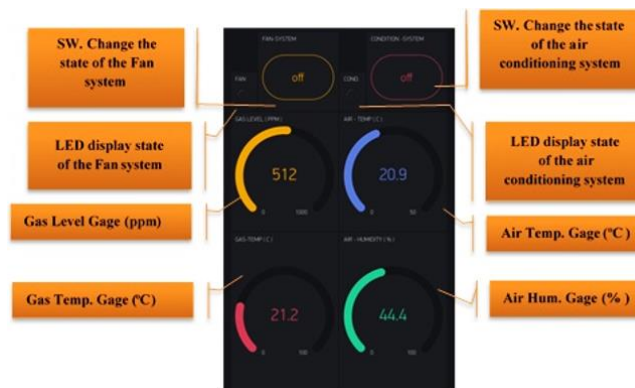 SW. Change the
state of the Fan
system
SW. Change the state
of the air
conditioning system
FAN-SYSTEM
off
CONDITION -SYSTEM
off
FAN
COND.
LED display state
of the Fan system
LED display state
of the air
conditioning system
GAS LEVEL (PPM)
512
0
1000
AIR - TEMP (C)
20.9
0
50
Gas Level Gage (ppm)
Air Temp. Gage (ºC)
GAS-TEMP (C)
21.2
0
100
AIR - HUMIDITY (%)
44.4
0
100
Gas Temp. Gage (ºC)
Air Hum. Gage (% )